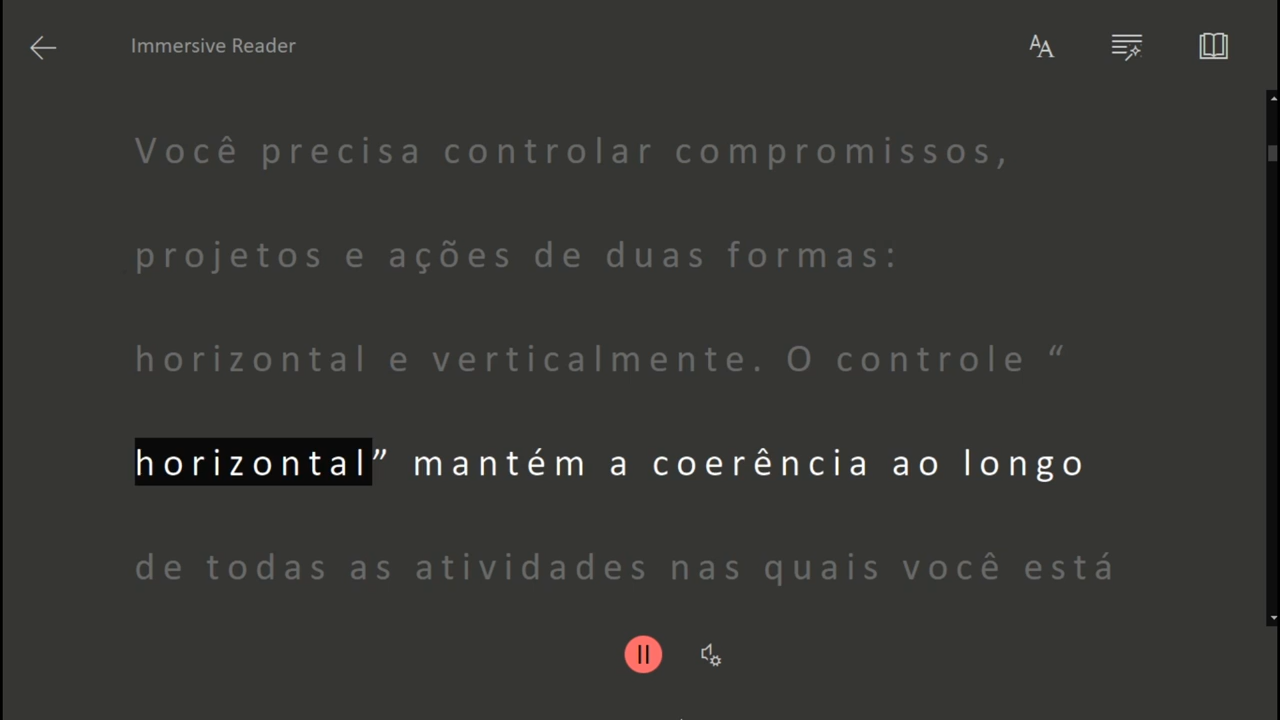 Immersive Reader
Você precisa controlar compromissos,
projetos e ações de duas formas:
horizontal e verticalmente. O controle “
horizontal” mantém a coerência ao longo
de todas as atividades nas quais você está